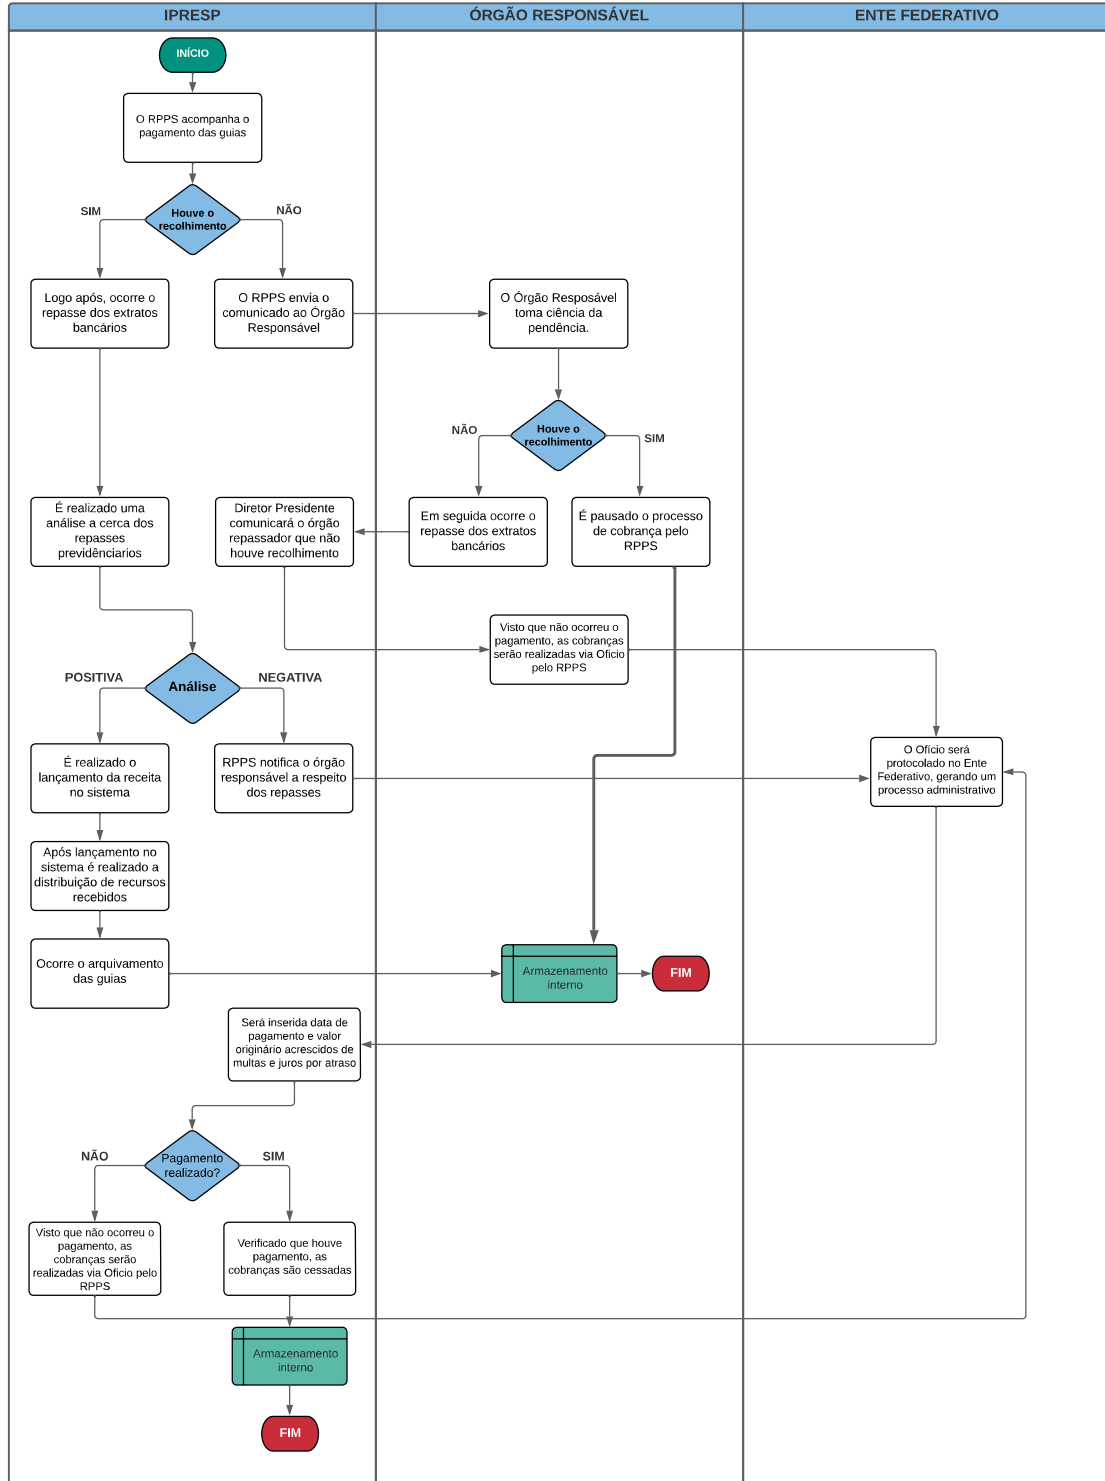 IPRESP
ÓRGÃO RESPONSÁVEL
ENTE FEDERATIVO
INÍCIO
O RPPS acompanha o
pagamento das guias
Houve o
recolhimento
SIM
NÃO
Logo após, ocorre o
repasse dos extratos
bancários
O RPPS envia o
comunicado ao Órgão
Responsável
O Órgão Resposável
toma ciência da
pendência.
Houve o
recolhimento
NÃO
SIM
É realizado uma
análise a cerca dos
repasses
previdênciarios
Diretor Presidente
comunicará o órgão
repassador que não
houve recolhimento
Em seguida ocorre o
repasse dos extratos
bancários
É pausado o processo
de cobrança pelo
RPPS
Visto que não ocorreu o
pagamento, as cobranças
serão realizadas via Oficio
pelo RPPS
POSITIVA
Análise
NEGATIVA
É realizado o
lançamento da receita
no sistema
RPPS notifica o órgão
responsável a respeito
dos repasses
O Ofício será
protocolado no Ente
Federativo, gerando um
processo administrativo
Após lançamento no
sistema é realizado a
distribuição de recursos
recebidos
Ocorre o arquivamento
das guias
Armazenamento
interno
FIM
Será inserida data de
pagamento e valor
originário acrescidos de
multas e juros por atraso
NÃO
Pagamento
realizado?
SIM
Visto que não ocorreu o
pagamento, as
cobranças serão
realizadas via Oficio pelo
RPPS
Verificado que houve
pagamento, as
cobranças são cessadas
Armazenamento
interno
FIM